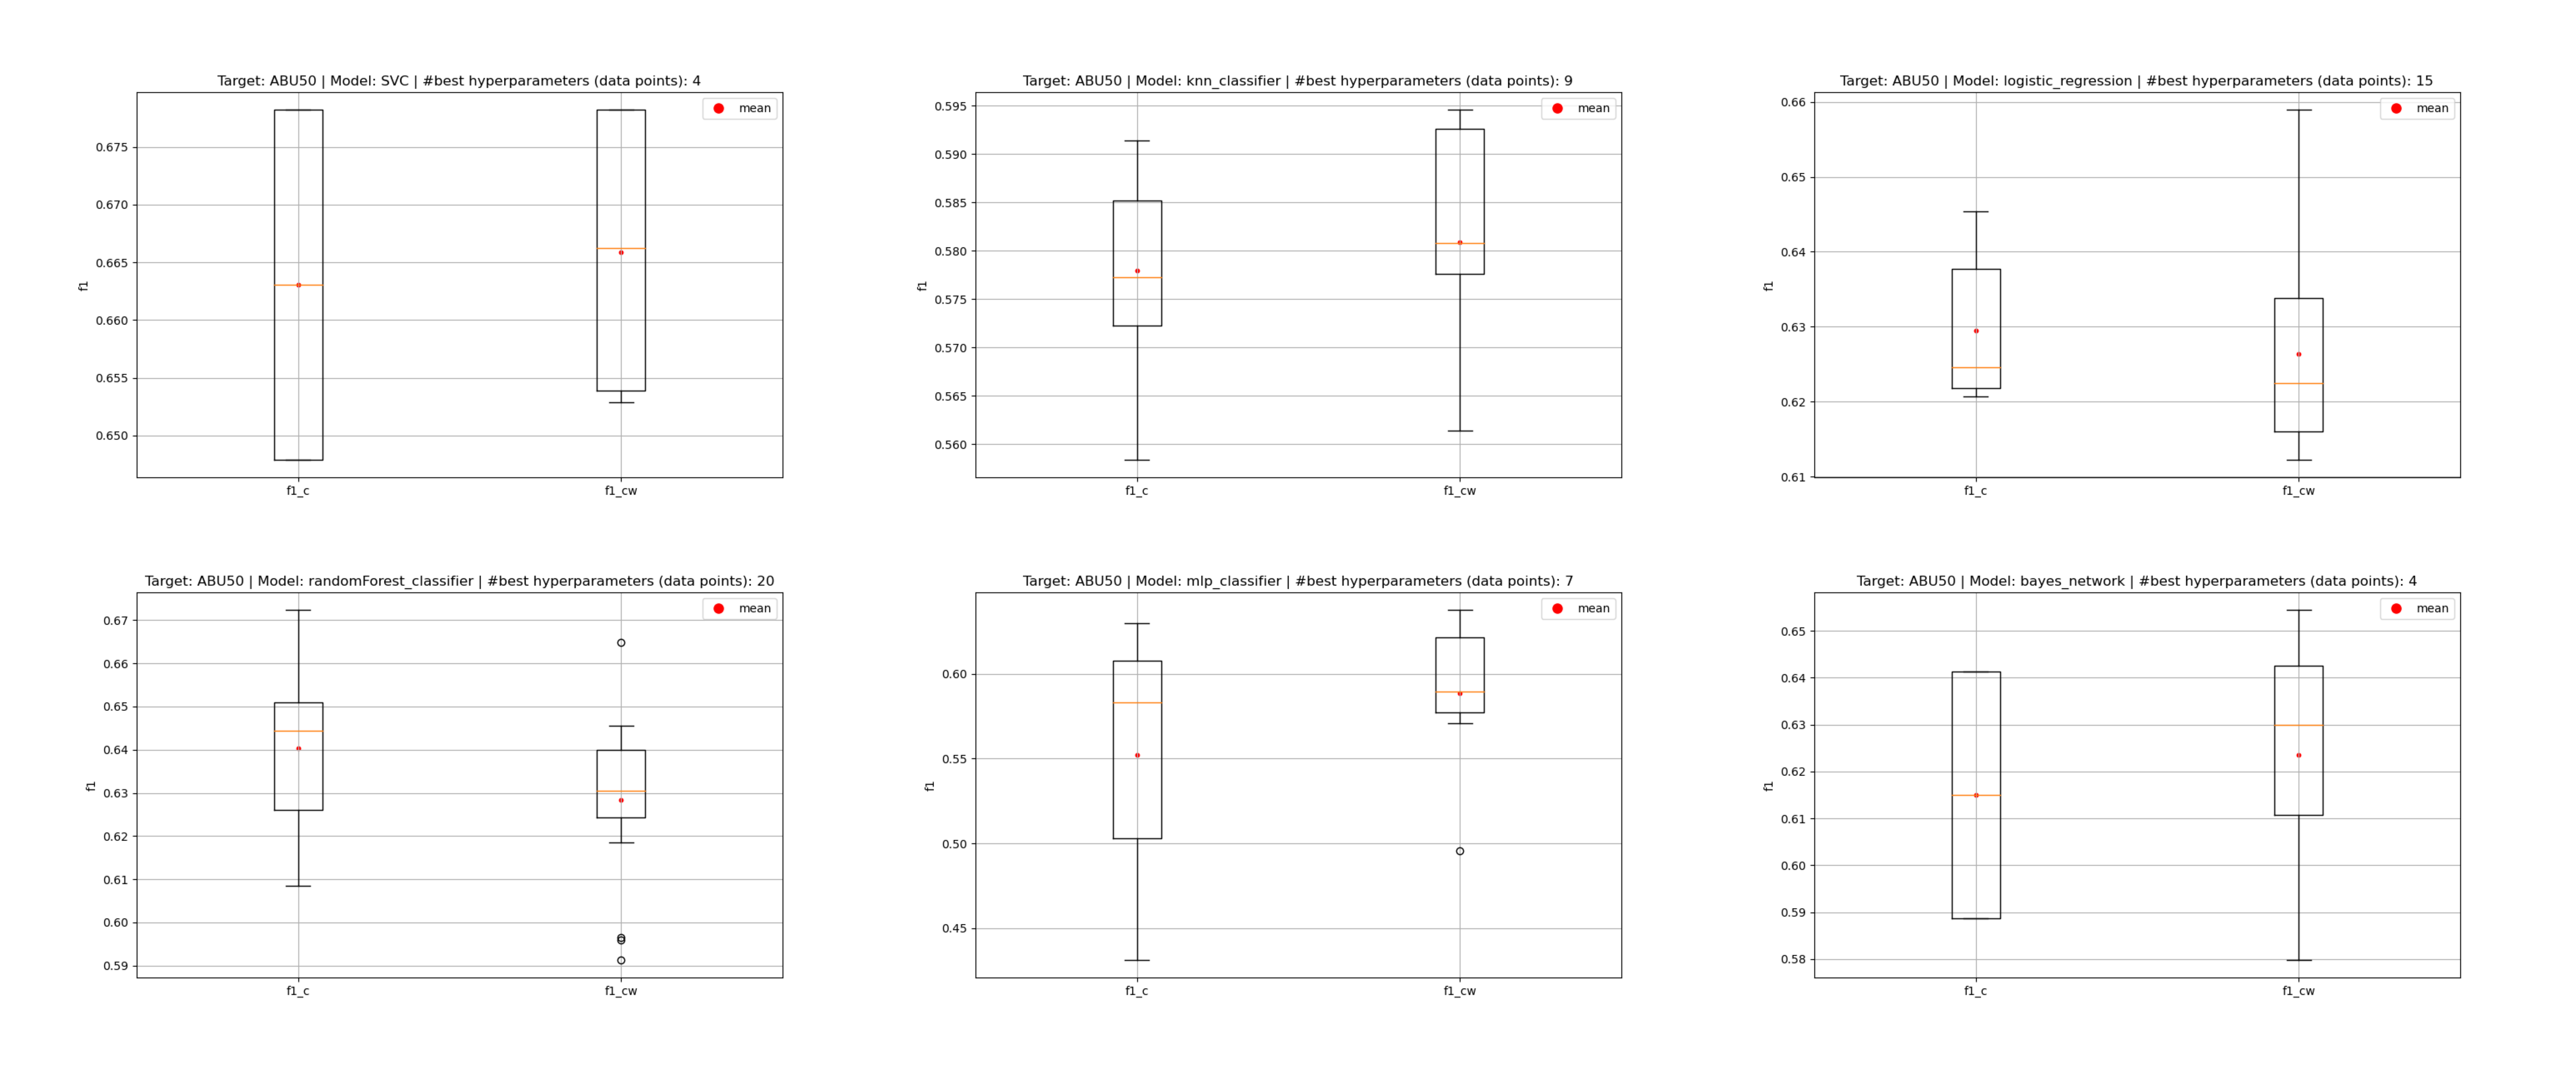 Target: ABU50 | Model: SVC | #best hyperparameters (data points): 4
mean
0.675
0.670
0.665
0.660
0.655
0.650
f1
f1_c
f1_cw
Target: ABU50 | Model: knn_classifier | #best hyperparameters (data points): 9
mean
0.595
0.590
0.585
0.580
0.575
0.570
0.565
0.560
f1
f1_c
f1_cw
Target: ABU50 | Model: logistic_regression | #best hyperparameters (data points): 15
mean
0.66
0.65
0.64
0.63
0.62
0.61
f1
f1_c
f1_cw
Target: ABU50 | Model: randomForest_classifier | #best hyperparameters (data points): 20
mean
0.67
0.66
0.65
0.64
0.63
0.62
0.61
0.60
0.59
f1
f1_c
f1_cw
Target: ABU50 | Model: mlp_classifier | #best hyperparameters (data points): 7
mean
0.60
0.55
0.50
0.45
f1
f1_c
f1_cw
Target: ABU50 | Model: bayes_network | #best hyperparameters (data points): 4
mean
0.65
0.64
0.63
0.62
0.61
0.60
0.59
0.58
f1
f1_c
f1_cw